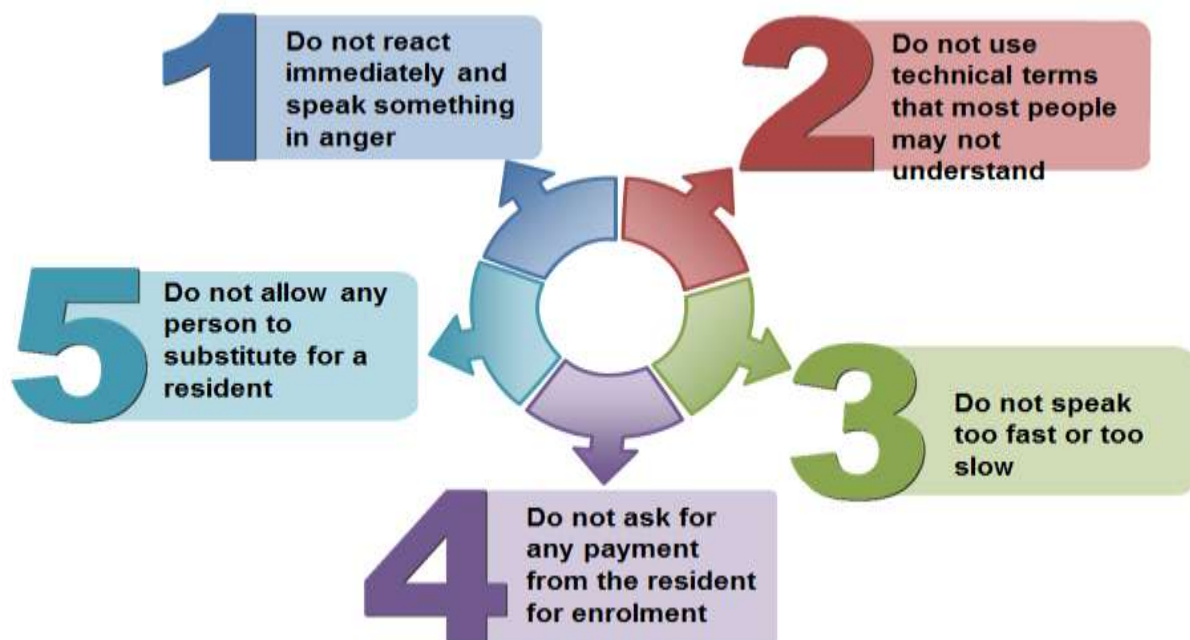 1
Do not react
immediately and
speak something
in anger
2
Do not use
technical terms
that most people
may not
understand
3
Do not speak
too fast or too
slow
4
Do not ask for
any payment
from the resident
for enrolment
5
Do not allow any
person to
substitute for a
resident